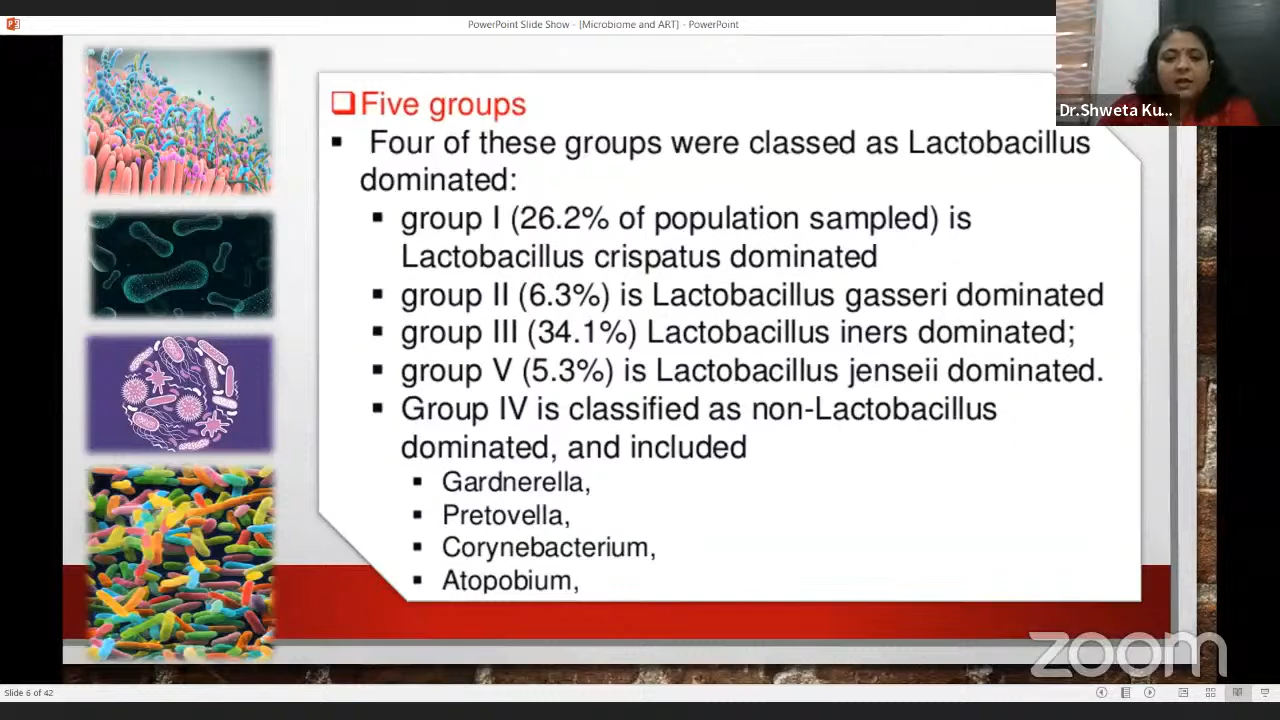 PowerPoint Slide Show - [Microbiome and ART] - PowerPoint
Dr.Shweta Ku...
Five groups
Four of these groups were classed as Lactobacillus
dominated:
group I (26.2% of population sampled) is
Lactobacillus crispatus dominated
group II (6.3%) is Lactobacillus gasseri dominated
group III (34.1%) Lactobacillus iners dominated;
group V (5.3%) is Lactobacillus jenseii dominated.
Group IV is classified as non-Lactobacillus
dominated, and included
Gardnerella,
Pretovella,
Corynebacterium,
Atopobium,
zoom
Slide 6 of 42